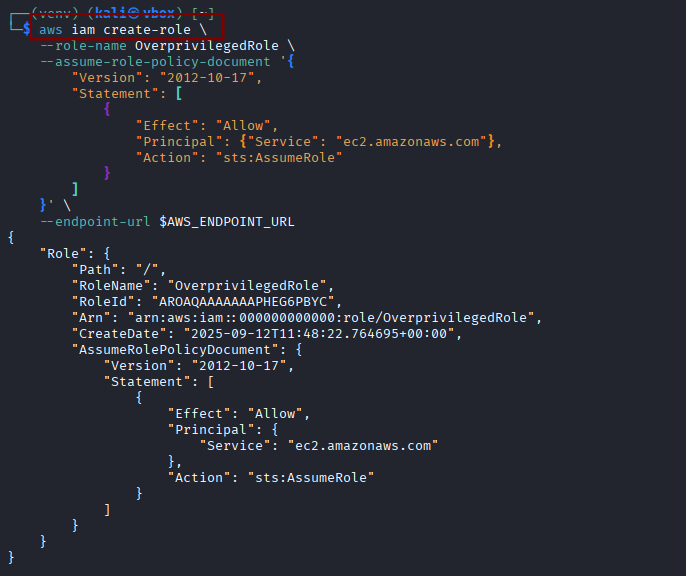 ┌──(venv)─(kali㉿vbox)-[~]
└─$ aws iam create-role \
    --role-name OverprivilegedRole \
    --assume-role-policy-document '{
        "Version": "2012-10-17",
        "Statement": [
            {
                "Effect": "Allow",
                "Principal": {"Service": "ec2.amazonaws.com"},
                "Action": "sts:AssumeRole"
            }
        ]
    }' \
    --endpoint-url $AWS_ENDPOINT_URL
{
    "Role": {
        "Path": "/",
        "RoleName": "OverprivilegedRole",
        "RoleId": "AROAQAAAAAAAPHEG6PBYC",
        "Arn": "arn:aws:iam::000000000000:role/OverprivilegedRole",
        "CreateDate": "2025-09-12T11:48:22.764695+00:00",
        "AssumeRolePolicyDocument": {
            "Version": "2012-10-17",
            "Statement": [
                {
                    "Effect": "Allow",
                    "Principal": {
                        "Service": "ec2.amazonaws.com"
                    },
                    "Action": "sts:AssumeRole"
                }
            ]
        }
    }
}